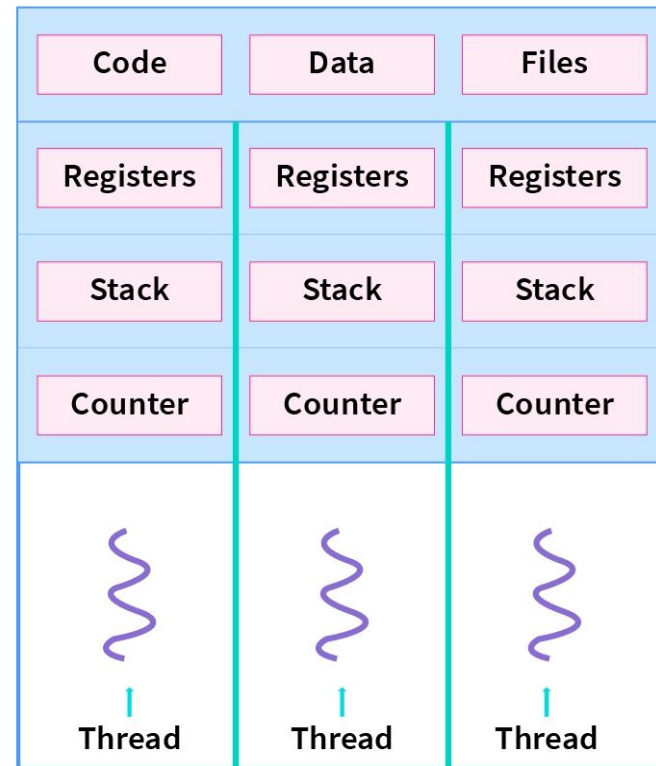 Code Data Files
Registers Registers Registers
Stack Stack Stack
Counter Counter Counter
Thread Thread Thread